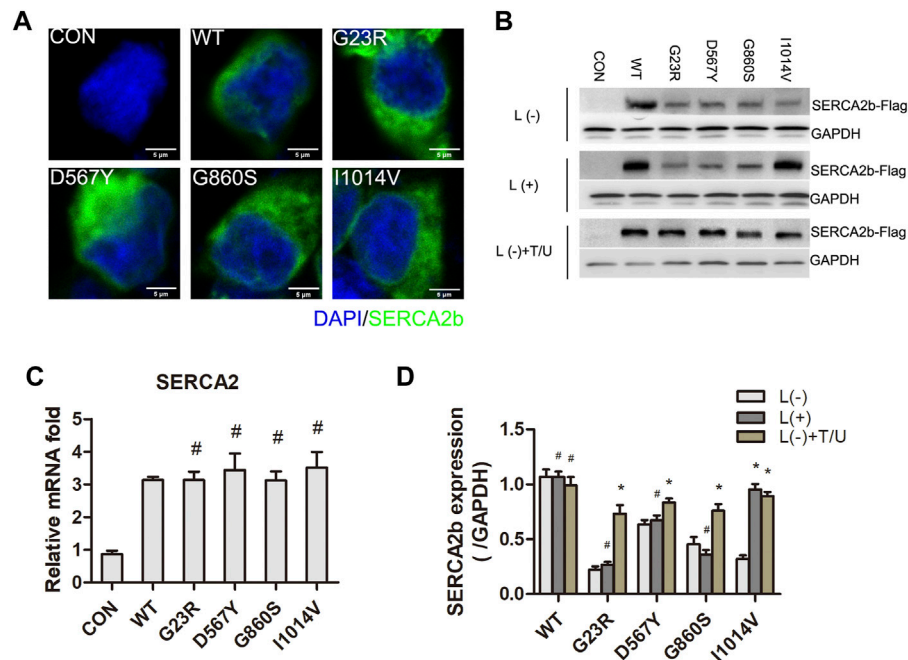 A
CON
WT
G23R
5 µm
5 µm
5 µm
D567Y
G860S
I1014V
5 µm
5 µm
5 µm
DAPI/SERCA2b
B
CON
WT
G23R
D567Y
G860S
I1014V
L (-)
SERCA2b-Flag
GAPDH
L (+)
SERCA2b-Flag
GAPDH
L (-)+T/U
SERCA2b-Flag
GAPDH
C
SERCA2
Relative mRNA fold
5
4
3
2
1
0
# # # #
CON
WT
G23R
D567Y
G860S
I1014V
D
L(-)
L(+)
L(-)+T/U
SERCA2b expression
( /GAPDH)
1.5
1.0
0.5
0.0
# # # * # * # * * *
WT
G23R
D567Y
G860S
I1014V